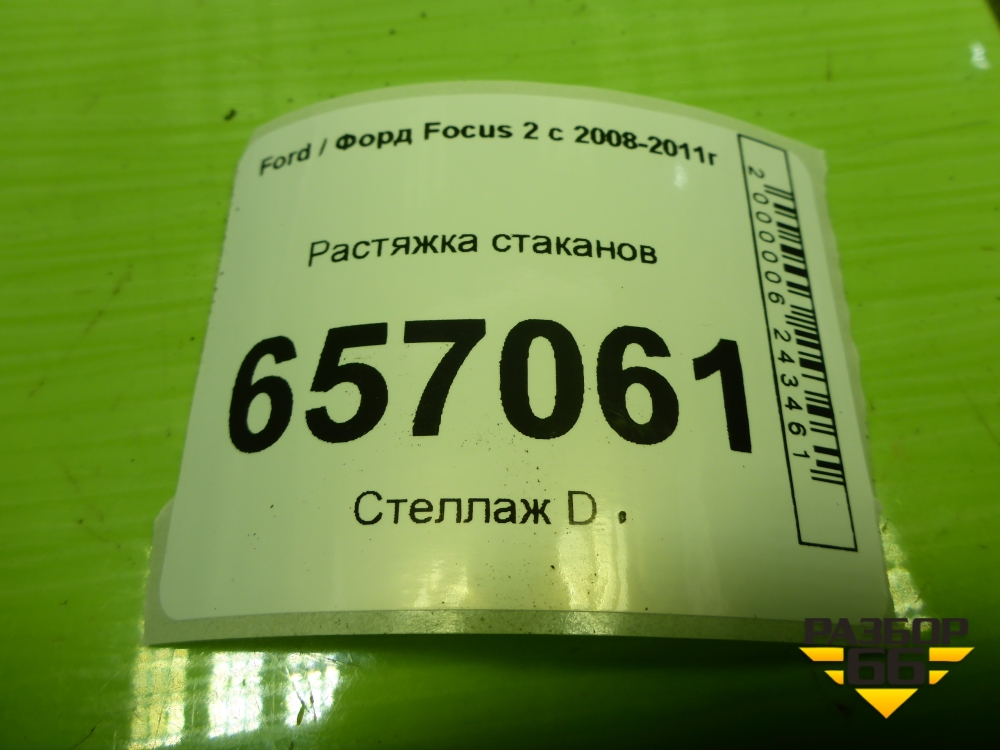 Ford / Форд Focus 2 с 2008-2011г
Растяжка стаканов
657061
Стеллаж D
2000006243461
РАЗБОР
66